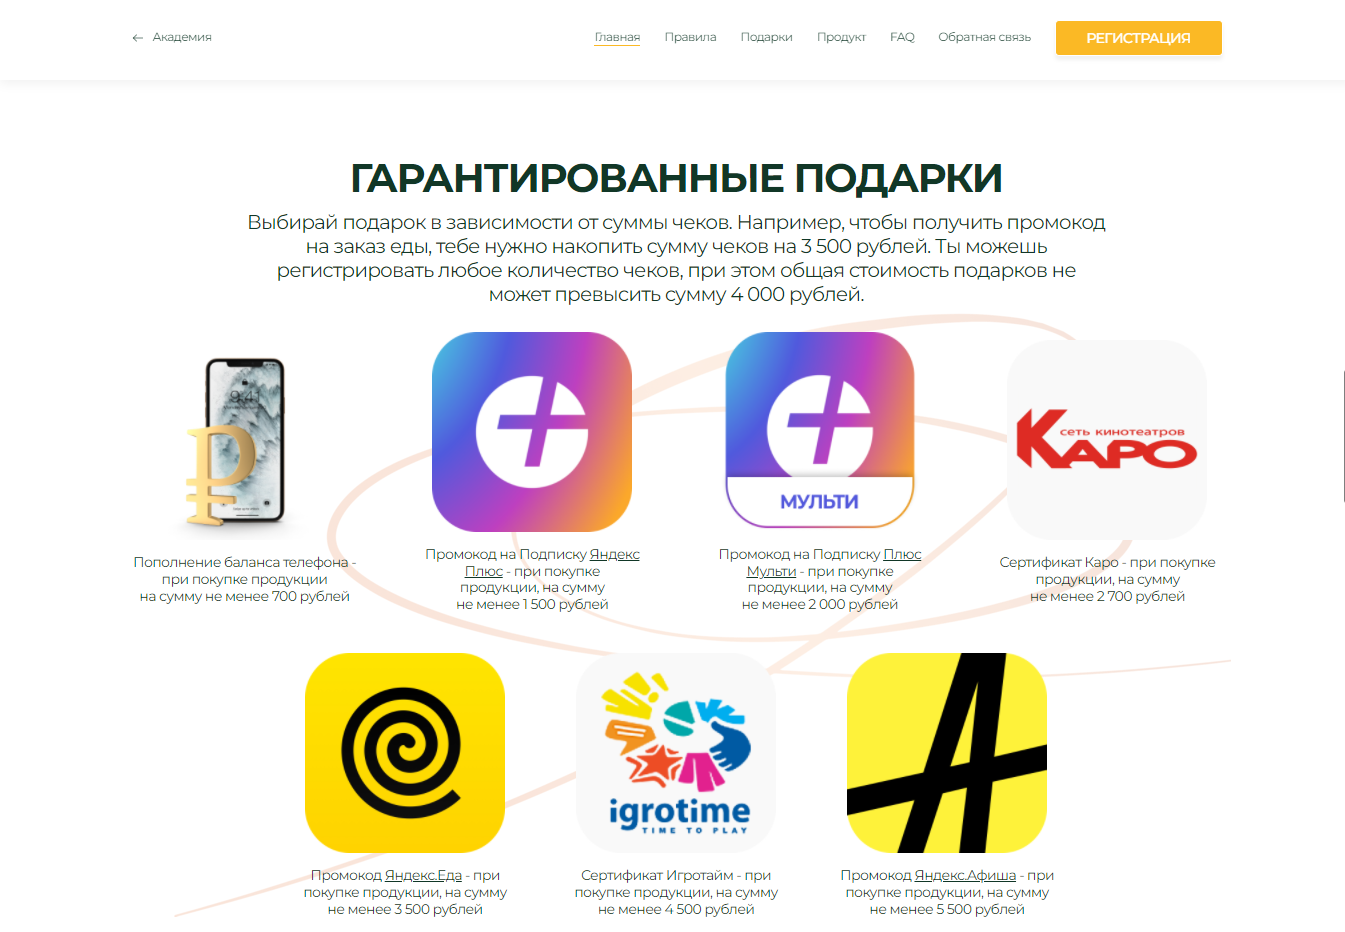 Академия
Главная
Правила
Подарки
Продукт
FAQ
Обратная связь
РЕГИСТРАЦИЯ
ГАРАНТИРОВАННЫЕ ПОДАРКИ
Выбирай подарок в зависимости от суммы чеков. Например, чтобы получить промокод
на заказ еды, тебе нужно накопить сумму чеков на 3 500 рублей. Ты можешь
регистрировать любое количество чеков, при этом общая стоимость подарков не
может превысить сумму 4 000 рублей.
9:41
МУЛЬТИ
сеть кинотеатров
КАРО
Пополнение баланса телефона -
при покупке продукции
на сумму не менее 700 рублей
Промокод на Подписку Яндекс
Плюс - при покупке
продукции, на сумму
не менее 1 500 рублей
Промокод на Подписку Плюс
Мульти - при покупке
продукции, на сумму
не менее 2 000 рублей
Сертификат Каро - при покупке
продукции, на сумму
не менее 2 700 рублей
igrotime
TIME TO PLAY
Промокод Яндекс.Еда - при
покупке продукции, на сумму
не менее 3 500 рублей
Сертификат Игротайм - при
покупке продукции, на сумму
не менее 4 500 рублей
Промокод Яндекс.Афиша - при
покупке продукции, на сумму
не менее 5 500 рублей